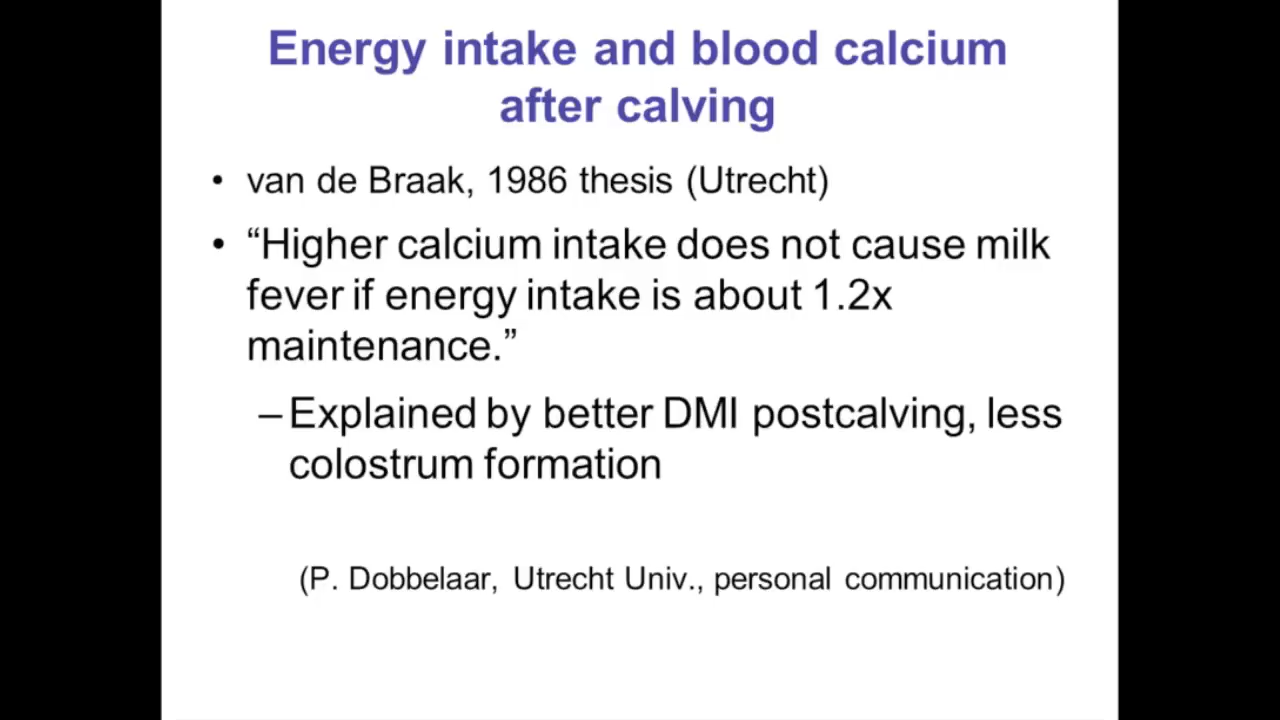 Energy intake and blood calcium
after calving
• van de Braak, 1986 thesis (Utrecht)
• “Higher calcium intake does not cause milk
fever if energy intake is about 1.2x
maintenance.”
– Explained by better DMI postcalving, less
colostrum formation
(P. Dobbelaar, Utrecht Univ., personal communication)